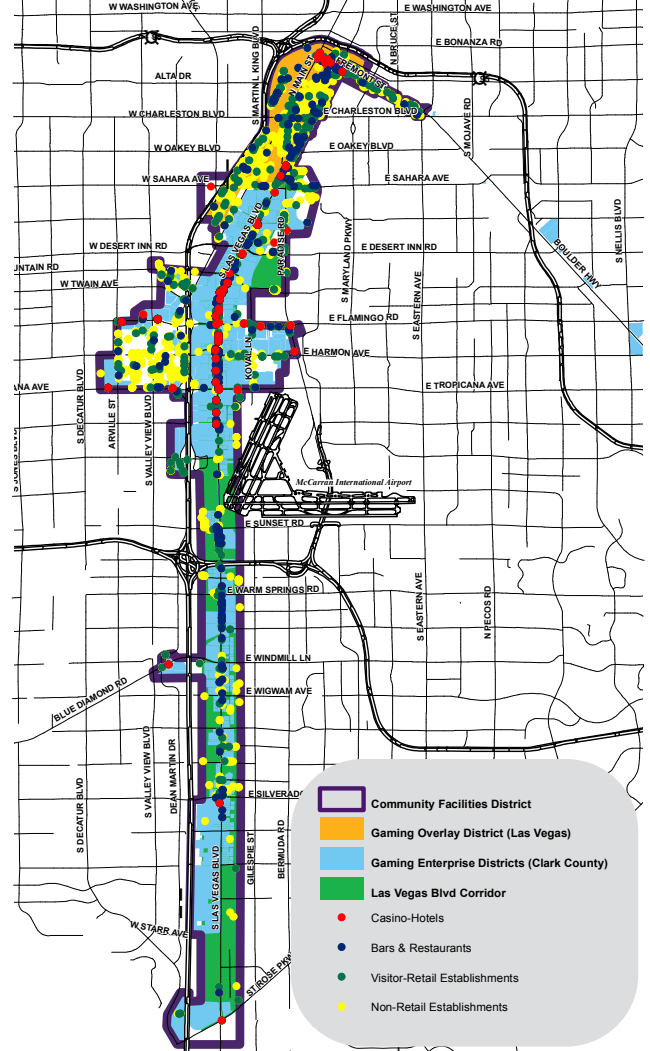 W WASHINGTON AVE
E WASHINGTON AVE
S MARTIN L KING BLVD
N BRUCE ST
E BONANZA RD
ALTA DR
N MAIN ST
FREMONT ST
W CHARLESTON BLVD
E CHARLESTON BLVD
S MOJAVE RD
W OAKEY BLVD
E OAKEY BLVD
W SAHARA AVE
E SAHARA AVE
S LAS VEGAS BLVD
PARADISE RD
S MARYLAND PKWY
S NELLIS BLVD
W DESERT INN RD
E DESERT INN RD
BOULDER HWY
UNTAIN RD
W TWAIN AVE
S EASTERN AVE
E FLAMINGO RD
KOVAL LN
E HARMON AVE
ANA AVE
E TROPICANA AVE
S DECATUR BLVD
ARVILLE ST
S VALLEY VIEW BLVD
McCarran International Airport
E SUNSET RD
E WARM SPRINGS RD
S EASTERN AVE
N PECOS RD
E WINDMILL LN
BLUE DIAMOND RD
E WIGWAM AVE
S VALLEY VIEW BLVD
DEAN MARTIN DR
S DECATUR BLVD
E SILVERADO
S LAS VEGAS BLVD
GILESPIE ST
BERMUDA RD
W STARR AVE
ST ROSE PKW
Community Facilities District
Gaming Overlay District (Las Vegas)
Gaming Enterprise Districts (Clark County)
Las Vegas Blvd Corridor
Casino-Hotels
Bars & Restaurants
Visitor-Retail Establishments
Non-Retail Establishments